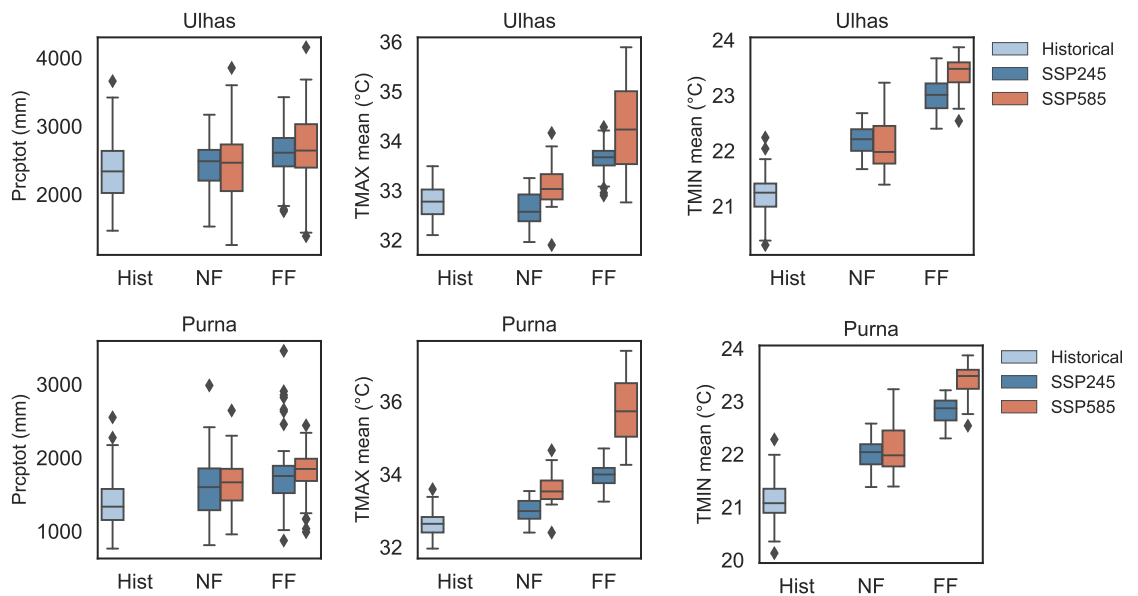 Ulhas
Prcptot (mm)
4000
3000
2000
Hist NF FF
Ulhas
TMAX mean (°C)
36
35
34
33
32
Hist NF FF
Ulhas
TMIN mean (°C)
24
23
22
21
Hist NF FF
Historical
SSP245
SSP585
Purna
Prcptot (mm)
3000
2000
1000
Hist NF FF
Purna
TMAX mean (°C)
36
34
32
Hist NF FF
Purna
TMIN mean (°C)
24
23
22
21
20
Hist NF FF
Historical
SSP245
SSP585